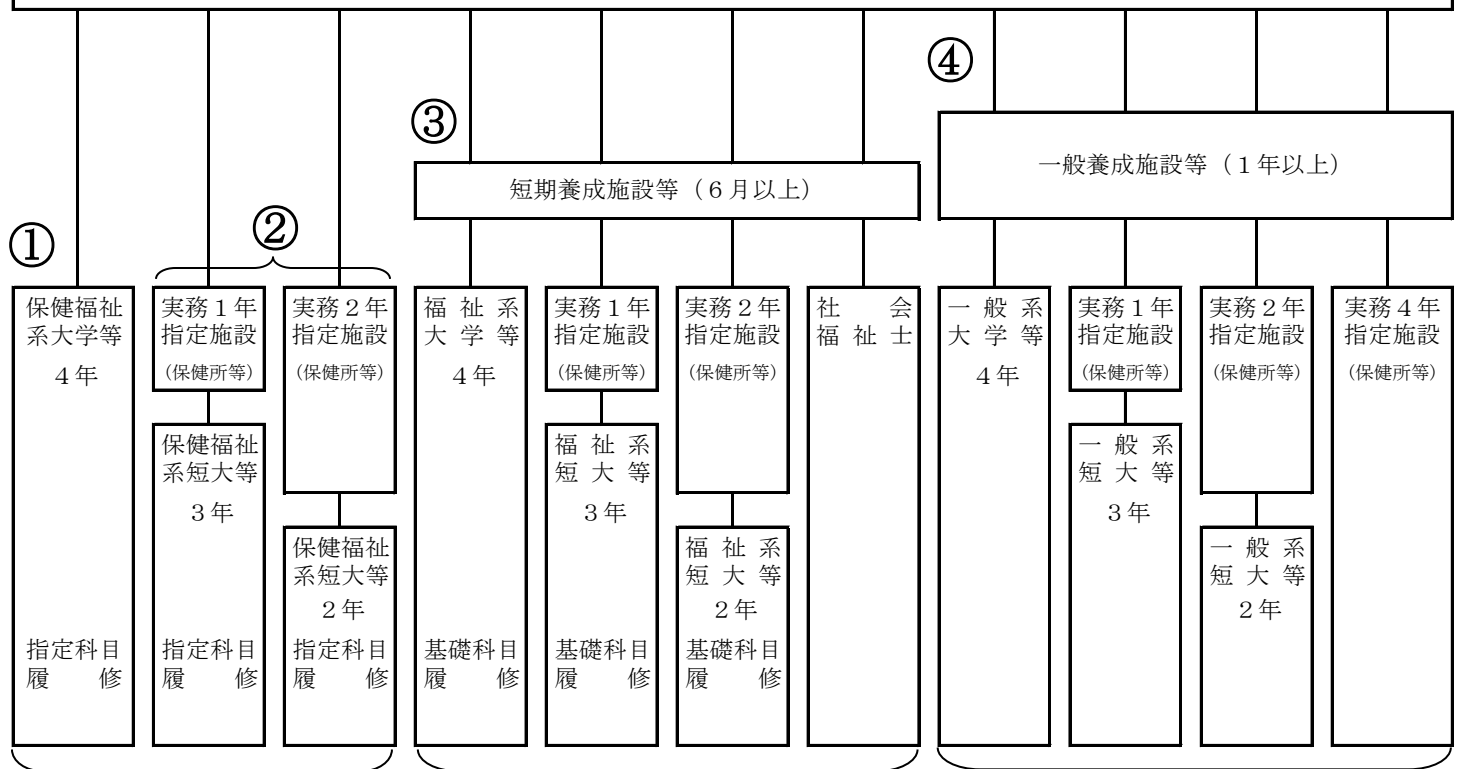 ④
③
一般養成施設等（１年以上）
短期養成施設等（６月以上）
②
①
保健福祉
系大学等
４年
指定科目
履修
実務１年
指定施設
（保健所等）
保健福祉
系短大等
３年
指定科目
履修
実務２年
指定施設
（保健所等）
保健福祉
系短大等
２年
指定科目
履修
福祉系
大学等
４年
基礎科目
履修
実務１年
指定施設
（保健所等）
福祉系
短大等
３年
基礎科目
履修
実務２年
指定施設
（保健所等）
福祉系
短大等
２年
基礎科目
履修
社会
福祉士
一般系
大学等
４年
実務１年
指定施設
（保健所等）
一般系
短大等
３年
実務２年
指定施設
（保健所等）
一般系
短大等
２年
実務４年
指定施設
（保健所等）